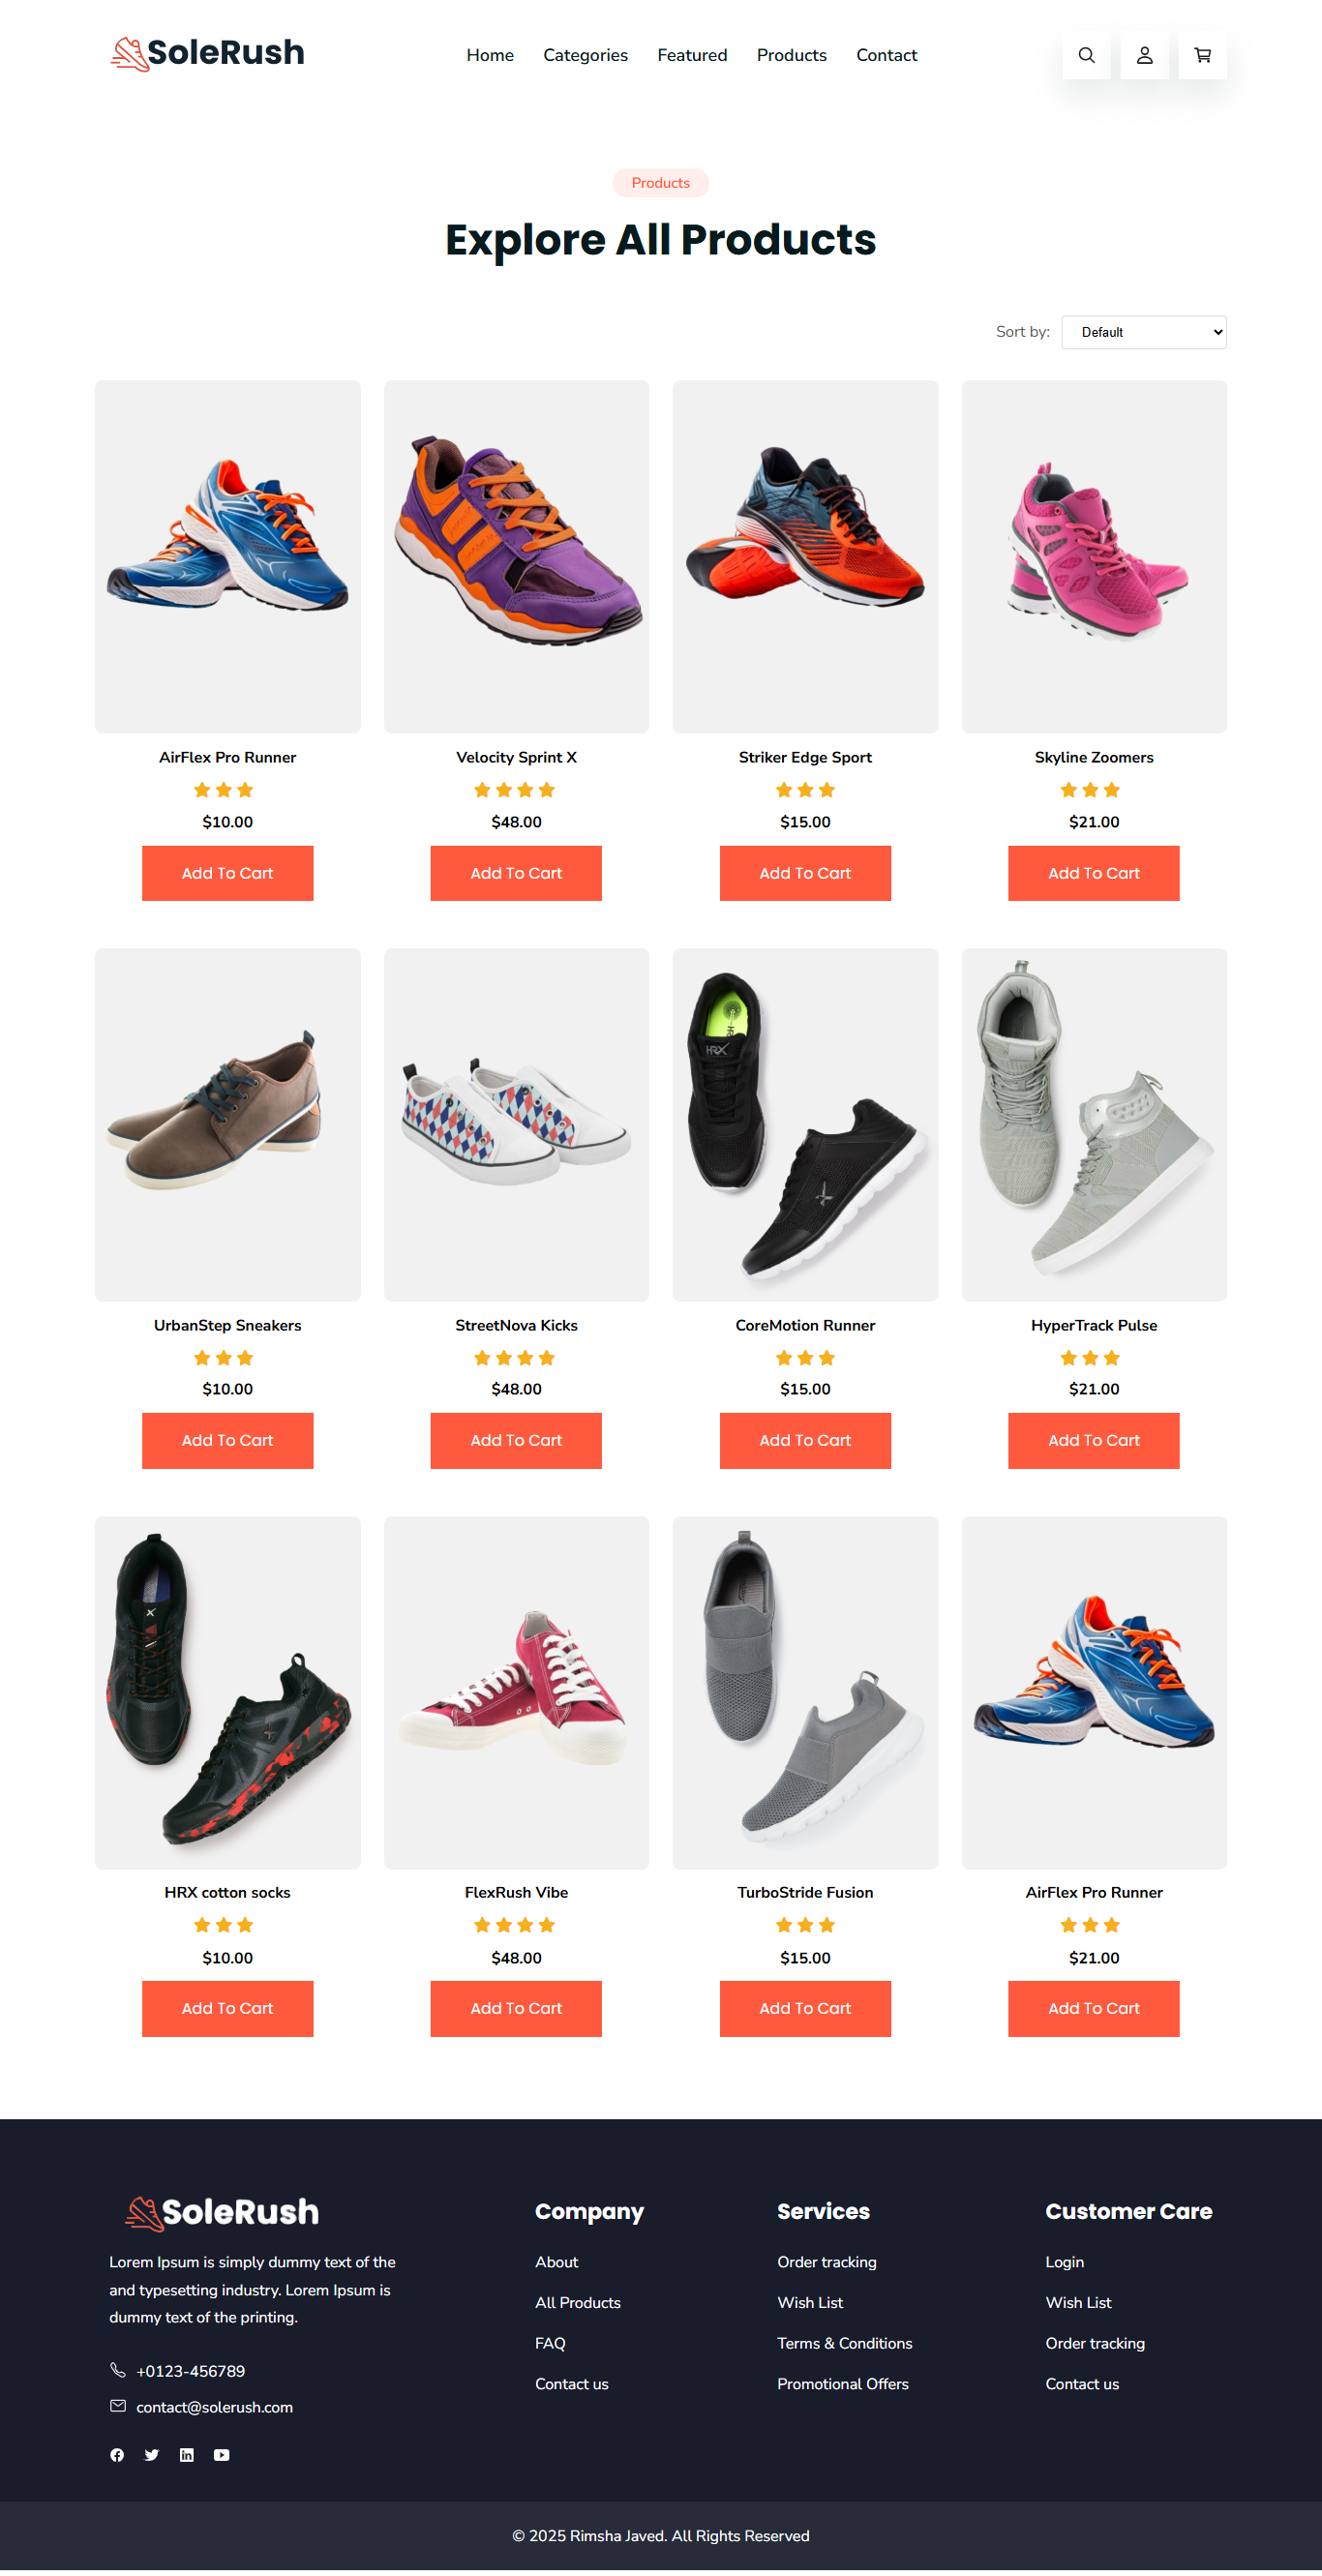 SoleRush
Home Categories Featured Products Contact
Products
Explore All Products
Sort by: Default
HRX
AirFlex Pro Runner Velocity Sprint X Striker Edge Sport Skyline Zoomers
$10.00 $48.00 $15.00 $21.00
Add To Cart Add To Cart Add To Cart Add To Cart
UrbanStep Sneakers StreetNova Kicks CoreMotion Runner HyperTrack Pulse
$10.00 $48.00 $15.00 $21.00
Add To Cart Add To Cart Add To Cart Add To Cart
HRX cotton socks FlexRush Vibe TurboStride Fusion AirFlex Pro Runner
$10.00 $48.00 $15.00 $21.00
Add To Cart Add To Cart Add To Cart Add To Cart
SoleRush
Lorem Ipsum is simply dummy text of the
and typesetting industry. Lorem Ipsum is
dummy text of the printing.
+0123-456789
contact@solerush.com
Company
About
All Products
FAQ
Contact us
Services
Order tracking
Wish List
Terms & Conditions
Promotional Offers
Customer Care
Login
Wish List
Order tracking
Contact us
© 2025 Rimsha Javed. All Rights Reserved